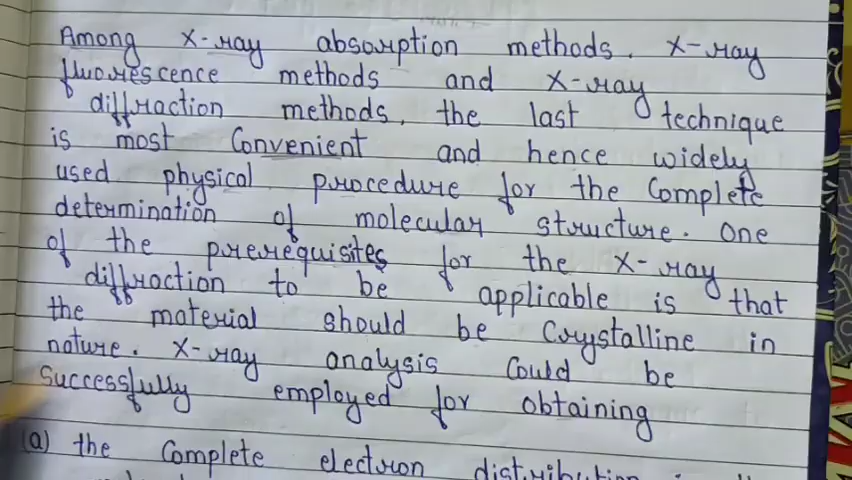 Among X-ray absorption methods. X-ray
fluorescence methods and X-ray
diffraction methods, the last technique
is most Convenient and hence widely
used physical procedure for the Complete
determination of molecular structure. One
of the prerequisites for the X-ray
diffraction to be applicable is that
the material should be Crystalline in
nature. X-ray analysis Could be
Successfully employed for obtaining
(a) the Complete electron distribution